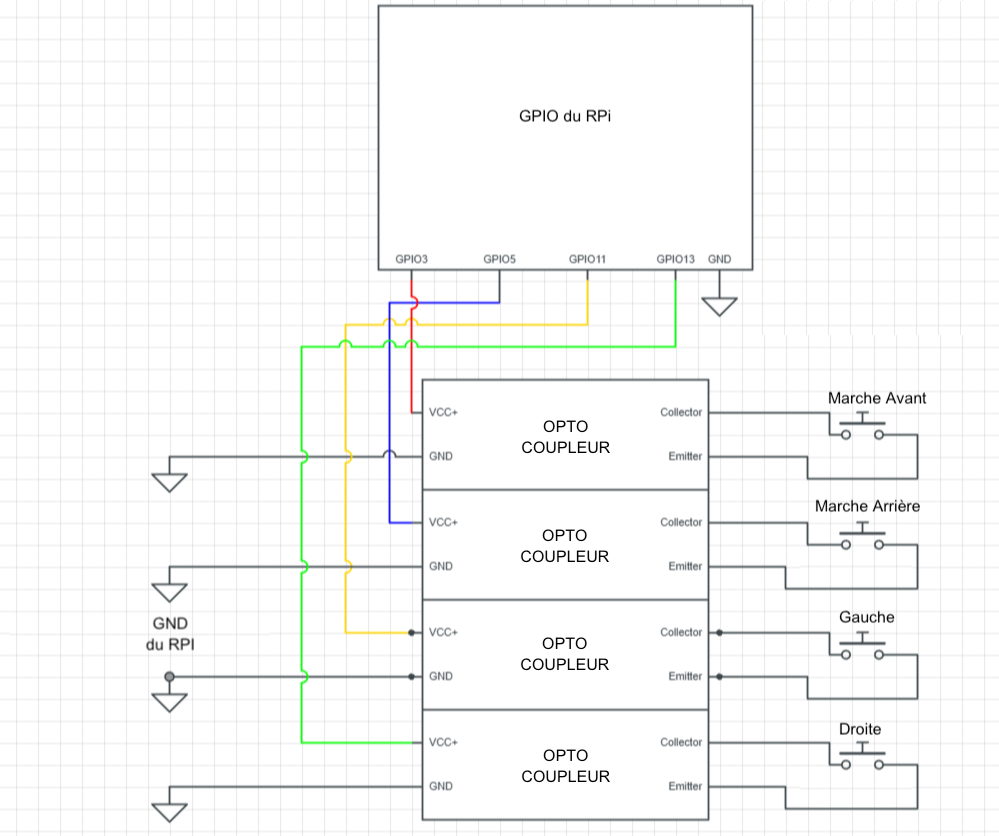 GPIO du RPi
GPIO3
GPIO5
GPIO11
GPIO13
GND
VCC+
OPTO
COUPLEUR
GND
Collector
Emitter
Marche Avant
VCC+
OPTO
COUPLEUR
GND
Collector
Emitter
Marche Arrière
GND
du RPI
VCC+
OPTO
COUPLEUR
GND
Collector
Emitter
Gauche
VCC+
OPTO
COUPLEUR
GND
Collector
Emitter
Droite